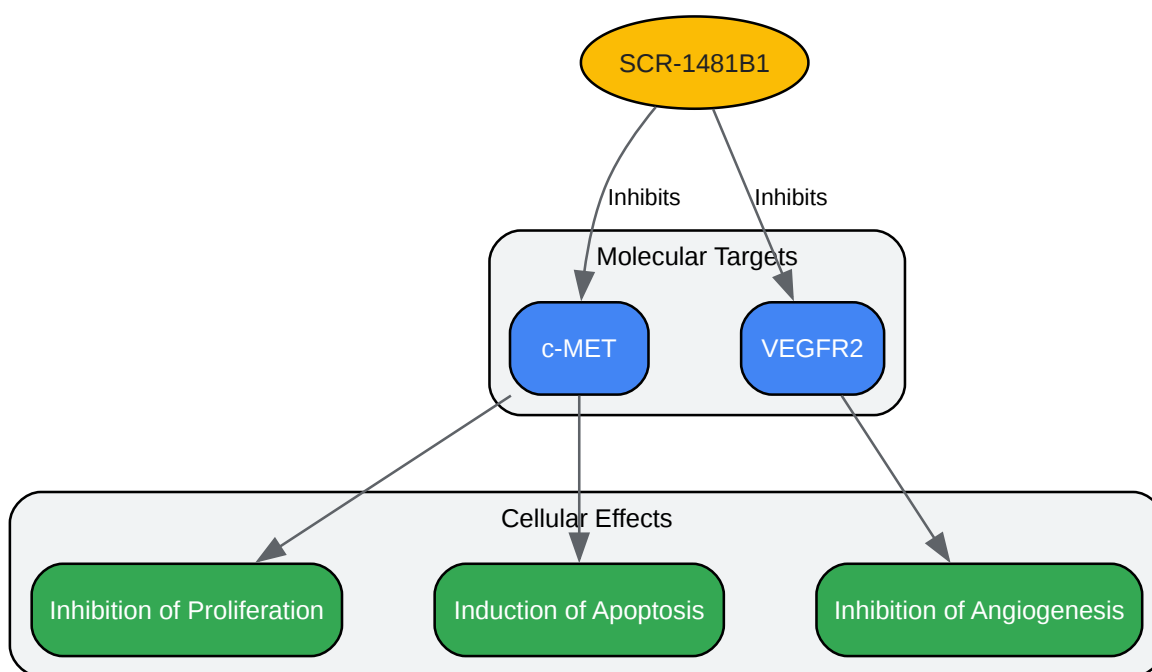 SCR-1481B1
Inhibits
Inhibits
Molecular Targets
c-MET
VEGFR2
Cellular Effects
Inhibition of Proliferation
Induction of Apoptosis
Inhibition of Angiogenesis